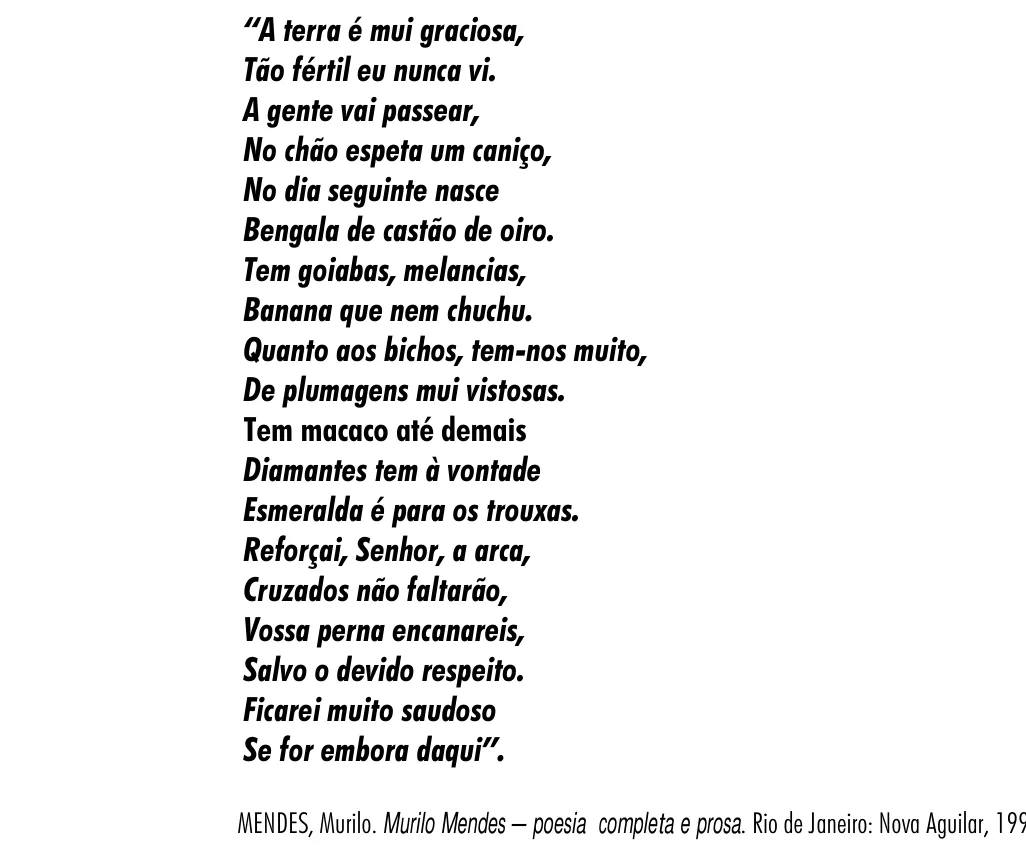 “A terra é mui graciosa,
Tão fértil eu nunca vi.
A gente vai passear,
No chão espeta um caniço,
No dia seguinte nasce
Bengala de castão de oiro.
Tem goiabas, melancias,
Banana que nem chuchu.
Quanto aos bichos, tem-nos muito,
De plumagens mui vistosas.
Tem macaco até demais
Diamantes tem à vontade
Esmeralda é para os trouxas.
Reforçai, Senhor, a arca,
Cruzados não faltarão,
Vossa perna encanareis,
Salvo o devido respeito.
Ficarei muito saudoso
Se for embora daqui”.
MENDES, Murilo. Murilo Mendes – poesia completa e prosa. Rio de Janeiro: Nova Aguilar, 199